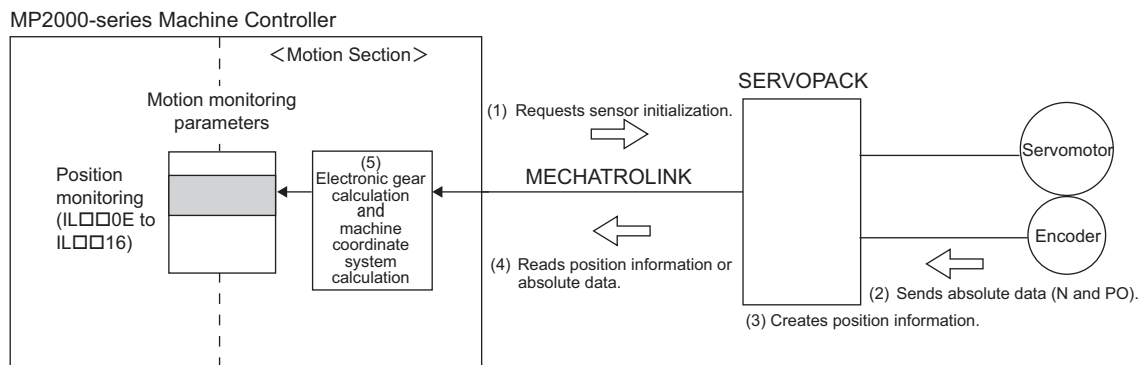 MP2000-series Machine Controller
<Motion Section>
Motion monitoring
parameters
Position
monitoring
(IL□□0E to
IL□□16)
(5)
Electronic gear
calculation
and
machine
coordinate
system
calculation
(1) Requests sensor initialization.
MECHATROLINK
(4) Reads position information or
absolute data.
SERVOPACK
Servomotor
Encoder
(2) Sends absolute data (N and PO).
(3) Creates position information.